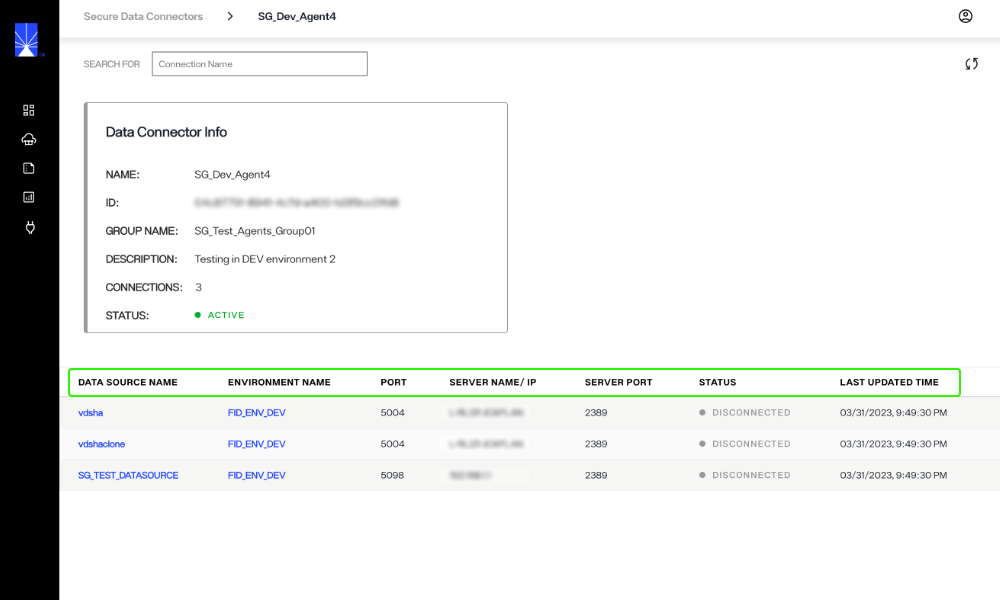 Secure Data Connectors > SG_Dev_Agent4
SEARCH FOR Connection Name
Data Connector Info
NAME: SG_Dev_Agent4
ID:
GROUP NAME: SG_Test_Agents_Group01
DESCRIPTION: Testing in DEV environment 2
CONNECTIONS: 3
STATUS: ACTIVE
DATA SOURCE NAME ENVIRONMENT NAME PORT SERVER NAME/ IP SERVER PORT STATUS LAST UPDATED TIME
vdsha FID_ENV_DEV 5004 2389 DISCONNECTED 03/31/2023, 9:49:30 PM
vdshaclone FID_ENV_DEV 5004 2389 DISCONNECTED 03/31/2023, 9:49:30 PM
SG_TEST_DATASOURCE FID_ENV_DEV 5098 2389 DISCONNECTED 03/31/2023, 9:49:30 PM